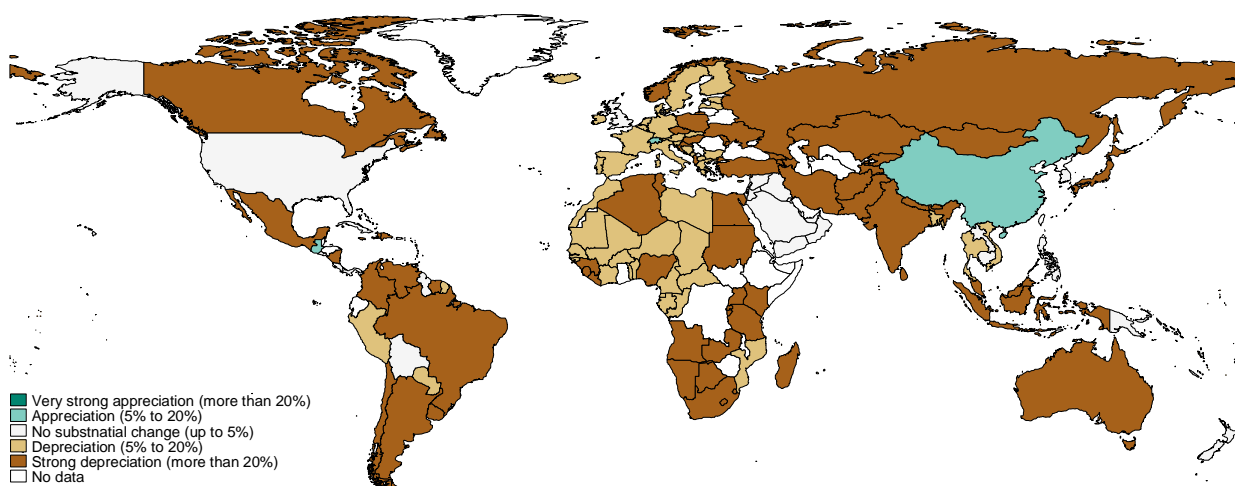 Very strong appreciation (more than 20%)
Appreciation (5% to 20%)
No substnatial change (up to 5%)
Depreciation (5% to 20%)
Strong depreciation (more than 20%)
No data